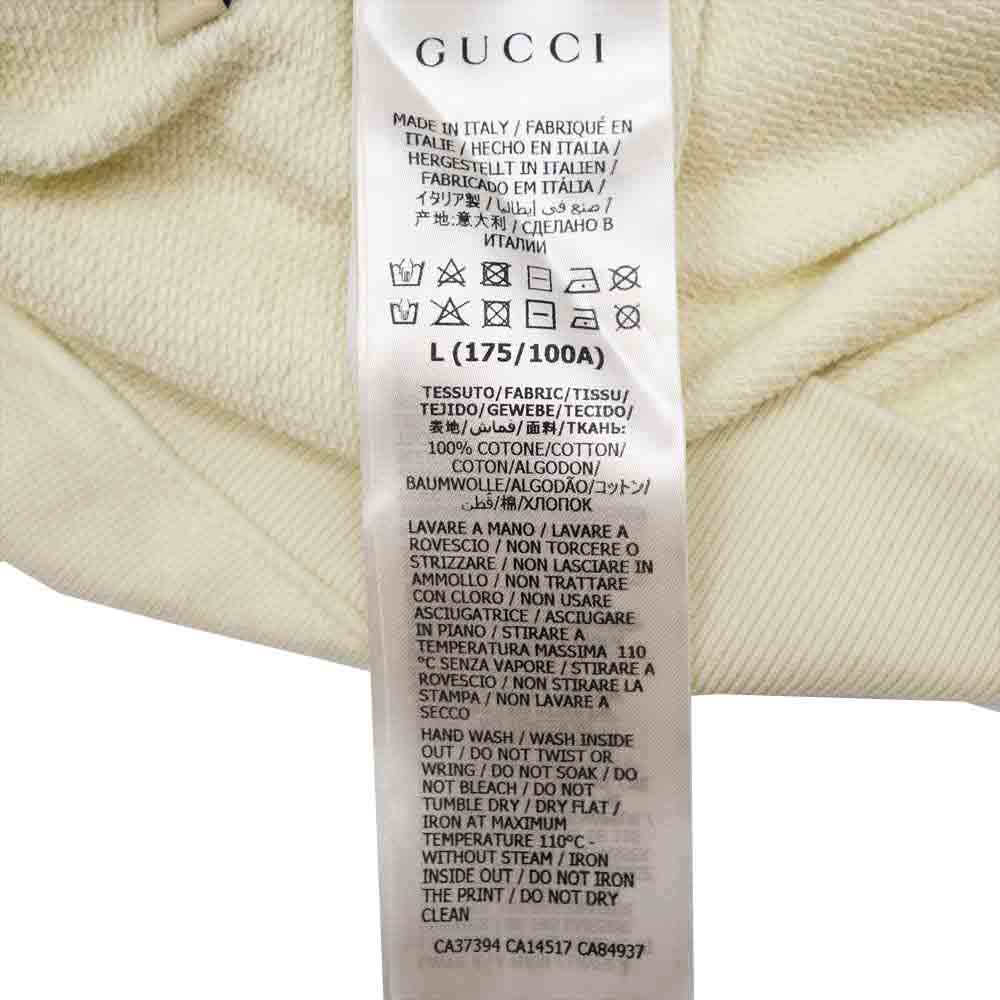 GUCCI
MADE IN ITALY / FABRIQUÉ EN
ITALIE / HECHO EN ITALIA /
HERGESTELLT IN ITALIEN /
FABRICADO EM ITÁLIA /
イタリア製 / صنع في إيطاليا /
产地:意大利 / СДЕЛАНО В
ИТАЛИИ
L (175/100A)
TESSUTO/FABRIC/TISSU/
TEJIDO/GEWEBE/TECIDO/
表地/قماش/面料/ТКАНЬ:
100% COTONE/COTTON/
COTON/ALGODON/
BAUMWOLLE/ALGODÃO/コットン/
قطن/棉/ХЛОПОК
LAVARE A MANO / LAVARE A
ROVESCIO / NON TORCERE O
STRIZZARE / NON LASCIARE IN
AMMOLLO / NON TRATTARE
CON CLORO / NON USARE
ASCIUGATRICE / ASCIUGARE
IN PIANO / STIRARE A
TEMPERATURA MASSIMA 110
°C SENZA VAPORE / STIRARE A
ROVESCIO / NON STIRARE LA
STAMPA / NON LAVARE A
SECCO
HAND WASH / WASH INSIDE
OUT / DO NOT TWIST OR
WRING / DO NOT SOAK / DO
NOT BLEACH / DO NOT
TUMBLE DRY / DRY FLAT /
IRON AT MAXIMUM
TEMPERATURE 110°C -
WITHOUT STEAM / IRON
INSIDE OUT / DO NOT IRON
THE PRINT / DO NOT DRY
CLEAN
CA37394 CA14517 CA84937